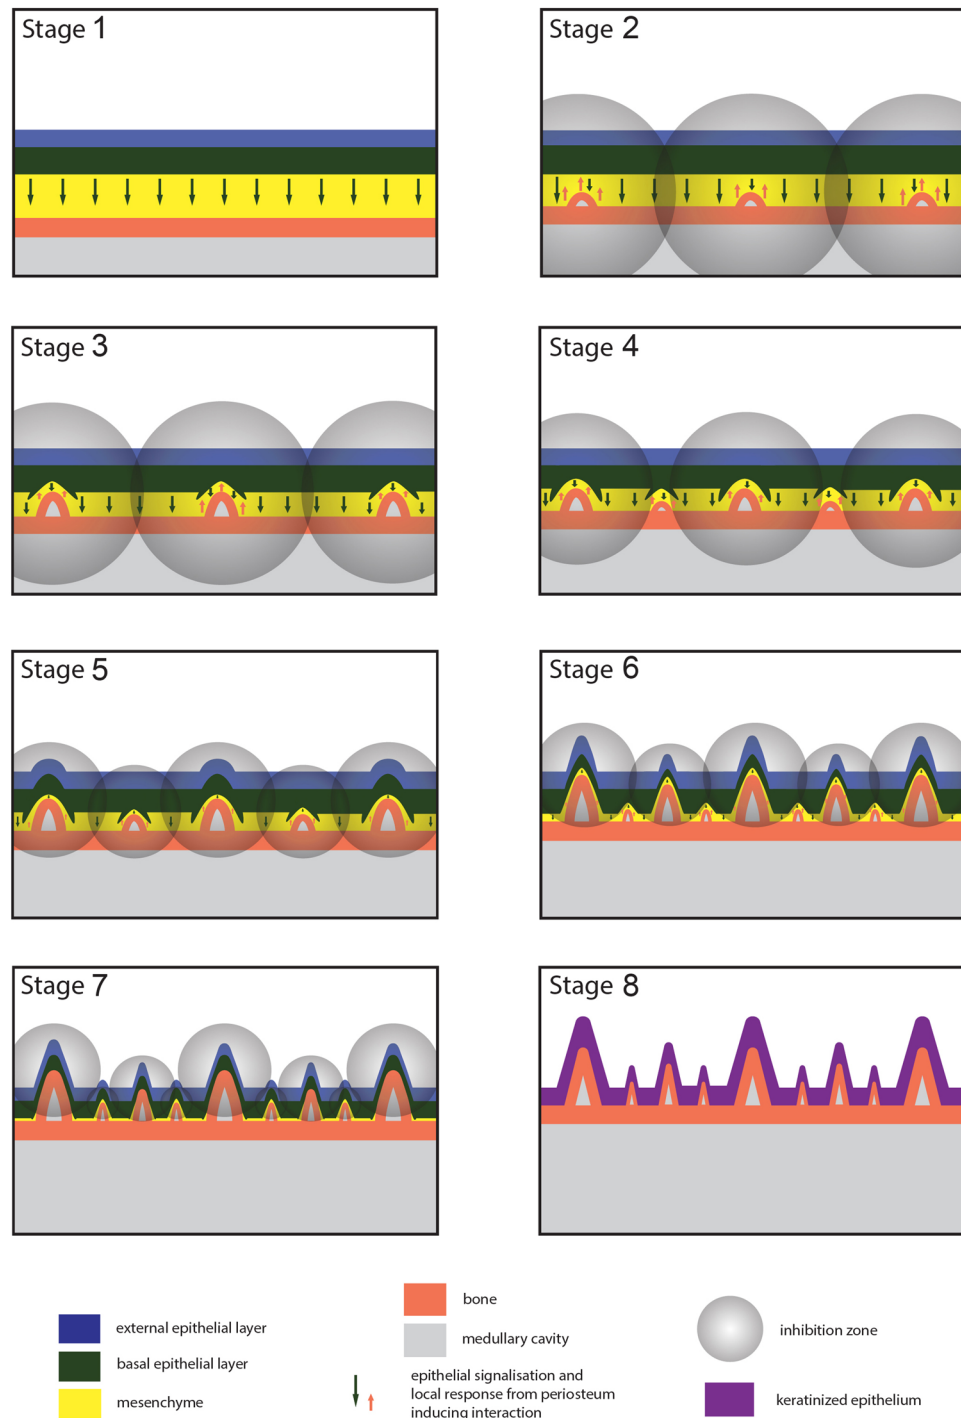 Stage 1
Stage 2
Stage 3
Stage 4
Stage 5
Stage 6
Stage 7
Stage 8
external epithelial layer
basal epithelial layer
mesenchyme
bone
medullary cavity
epithelial signalisation and
local response from periosteum
inducing interaction
inhibition zone
keratinized epithelium